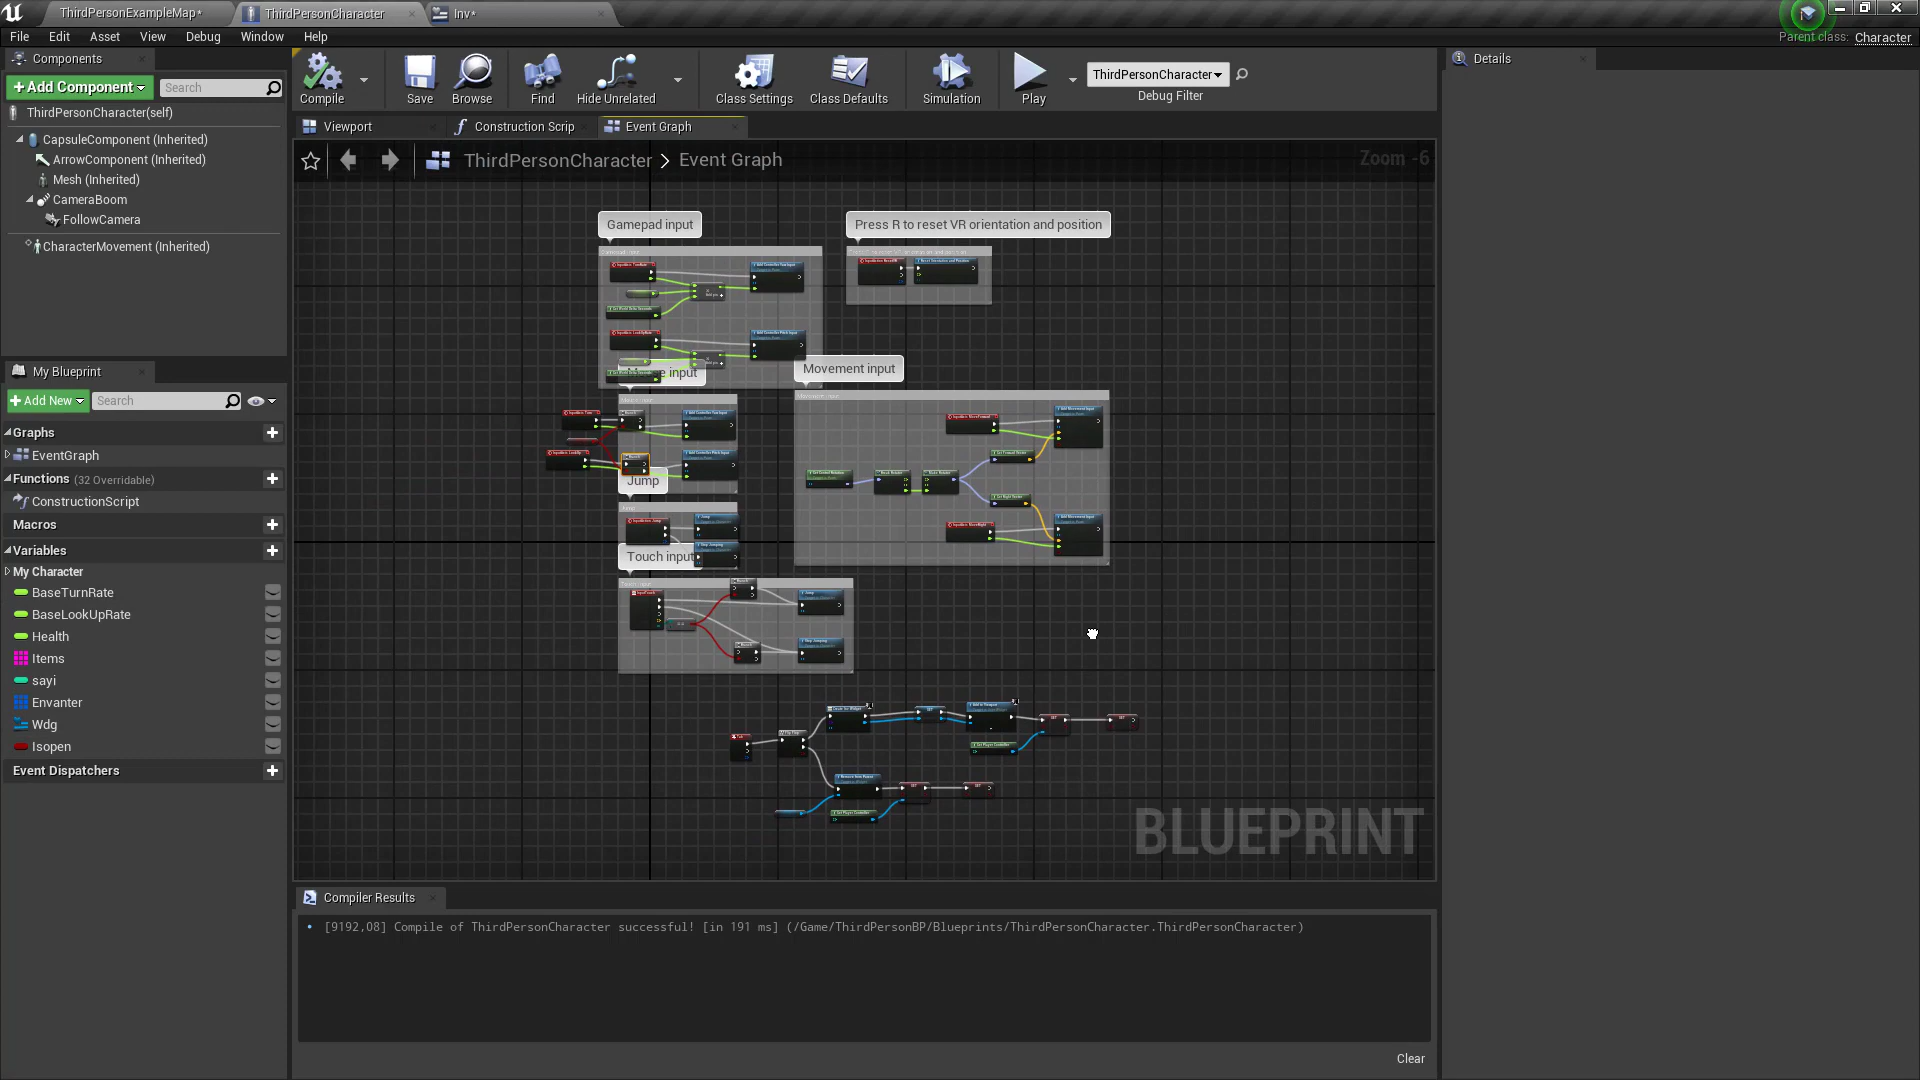 ThirdPersonExampleMap*
ThirdPersonCharacter
Inv*
File Edit Asset View Debug Window Help
Parent class: Character
Components
+Add Component
Search
ThirdPersonCharacter(self)
CapsuleComponent (Inherited)
ArrowComponent (Inherited)
Mesh (Inherited)
CameraBoom
FollowCamera
CharacterMovement (Inherited)
Compile
Save
Browse
Find
Hide Unrelated
Class Settings
Class Defaults
Simulation
Play
ThirdPersonCharacter
Debug Filter
Details
Viewport
Construction Scrip
Event Graph
ThirdPersonCharacter > Event Graph
Zoom -6
Gamepad input
Press R to reset VR orientation and position
input
Movement input
Jump
Touch input
BLUEPRINT
My Blueprint
+Add New
Search
Graphs
EventGraph
Functions (32 Overridable)
ConstructionScript
Macros
Variables
My Character
BaseTurnRate
BaseLookUpRate
Health
Items
sayi
Envanter
Wdg
Isopen
Event Dispatchers
Compiler Results
[9192,08] Compile of ThirdPersonCharacter successful! [in 191 ms] (/Game/ThirdPersonBP/Blueprints/ThirdPersonCharacter.ThirdPersonCharacter)
Clear